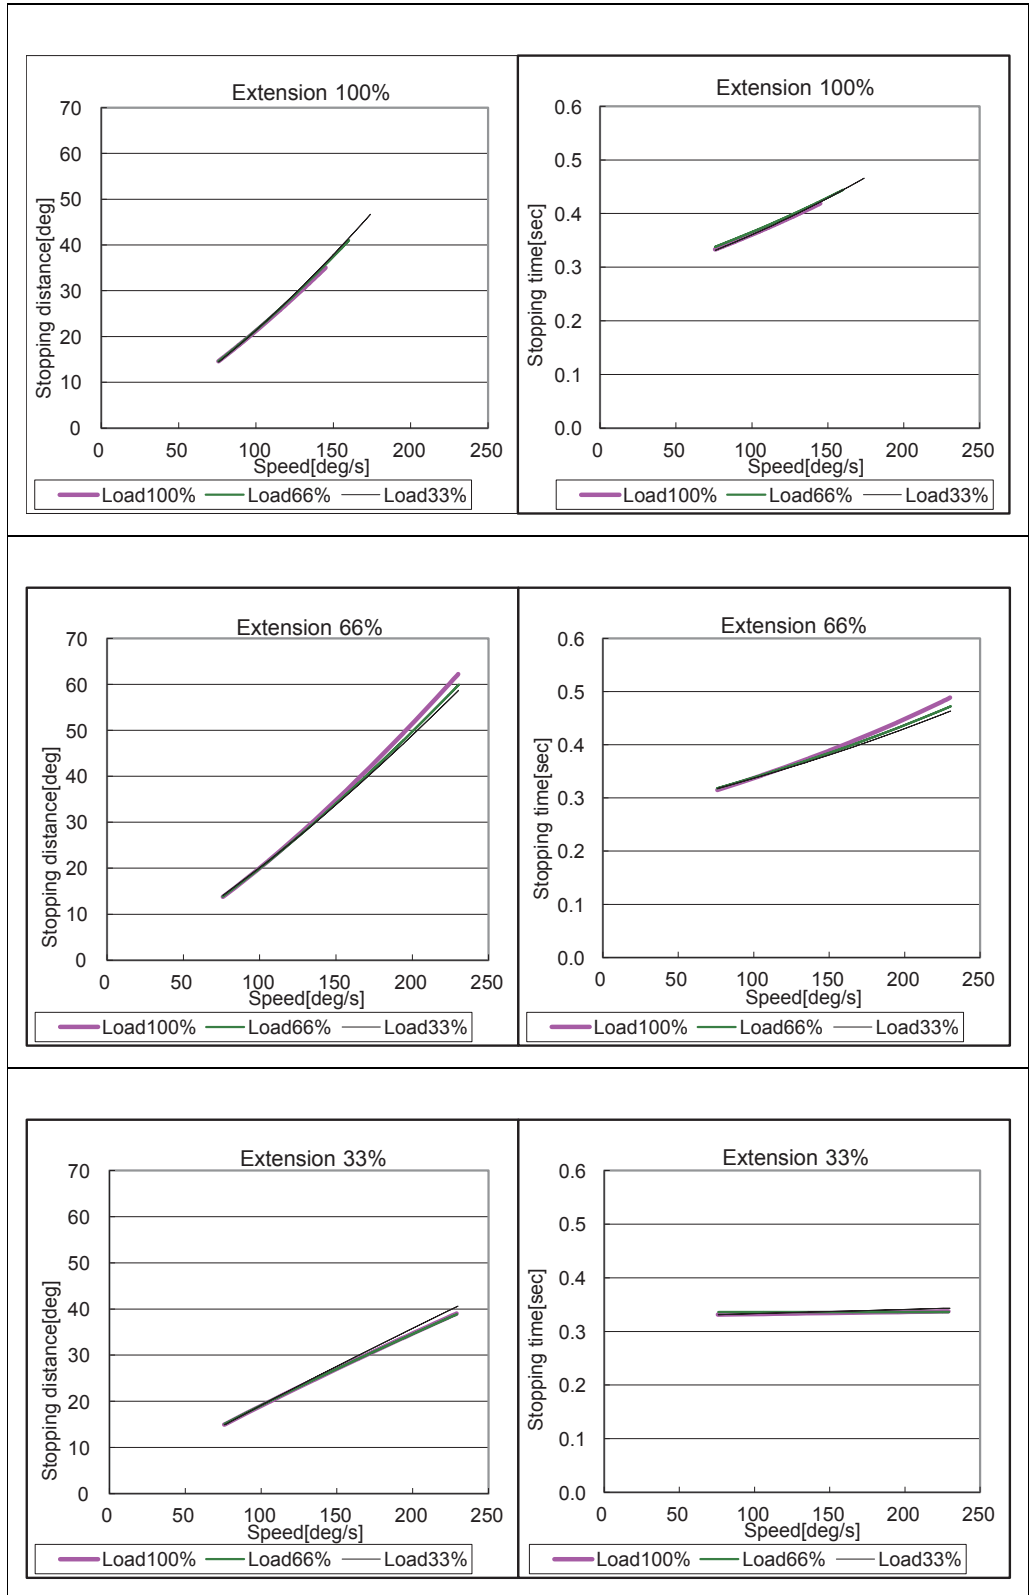 Extension 100%
70
60
50
40
30
20
10
0
Stopping distance[deg]
0 50 100 150 200 250
Speed[deg/s]
Load100% Load66% Load33%
Extension 100%
0.6
0.5
0.4
0.3
0.2
0.1
0.0
Stopping time[sec]
0 50 100 150 200 250
Speed[deg/s]
Load100% Load66% Load33%
Extension 66%
70
60
50
40
30
20
10
0
Stopping distance[deg]
0 50 100 150 200 250
Speed[deg/s]
Load100% Load66% Load33%
Extension 66%
0.6
0.5
0.4
0.3
0.2
0.1
0.0
Stopping time[sec]
0 50 100 150 200 250
Speed[deg/s]
Load100% Load66% Load33%
Extension 33%
70
60
50
40
30
20
10
0
Stopping distance[deg]
0 50 100 150 200 250
Speed[deg/s]
Load100% Load66% Load33%
Extension 33%
0.6
0.5
0.4
0.3
0.2
0.1
0.0
Stopping time[sec]
0 50 100 150 200 250
Speed[deg/s]
Load100% Load66% Load33%